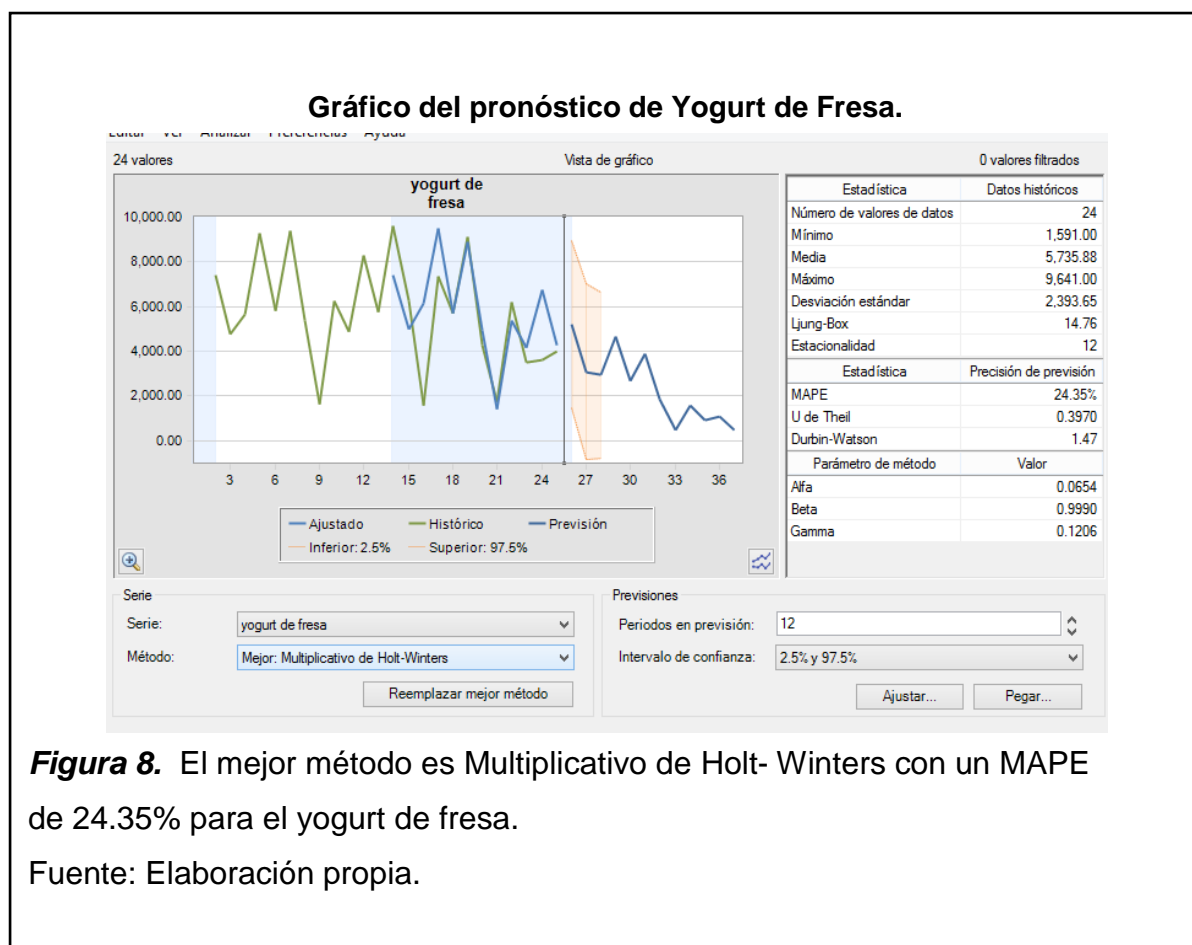 Gráfico del pronóstico de Yogurt de Fresa.
Editar Ver Analizar Preferencias Ayuda
24 valores Vista de gráfico 0 valores filtrados
yogurt de
fresa
10,000.00
8,000.00
6,000.00
4,000.00
2,000.00
0.00
3 6 9 12 15 18 21 24 27 30 33 36
Ajustado Histórico Previsión
Inferior: 2.5% Superior: 97.5%
Estadística Datos históricos
Número de valores de datos 24
Mínimo 1,591.00
Media 5,735.88
Máximo 9,641.00
Desviación estándar 2,393.65
Ljung-Box 14.76
Estacionalidad 12
Estadística Precisión de previsión
MAPE 24.35%
U de Theil 0.3970
Durbin-Watson 1.47
Parámetro de método Valor
Alfa 0.0654
Beta 0.9990
Gamma 0.1206
Serie
Serie: yogurt de fresa
Método: Mejor: Multiplicativo de Holt-Winters
Reemplazar mejor método
Previsiones
Periodos en previsión: 12
Intervalo de confianza: 2.5% y 97.5%
Ajustar... Pegar...
Figura 8. El mejor método es Multiplicativo de Holt- Winters con un MAPE
de 24.35% para el yogurt de fresa.
Fuente: Elaboración propia.